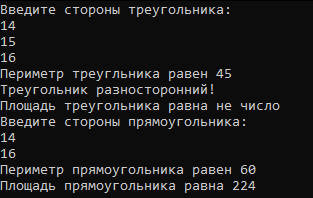 Введите стороны треугольника:
14
15
16
Периметр треугльника равен 45
Треугольник разносторонний!
Площадь треугольника равна не число
Введите стороны прямоугольника:
14
16
Периметр прямоугольника равен 60
Площадь прямоугольника равна 224